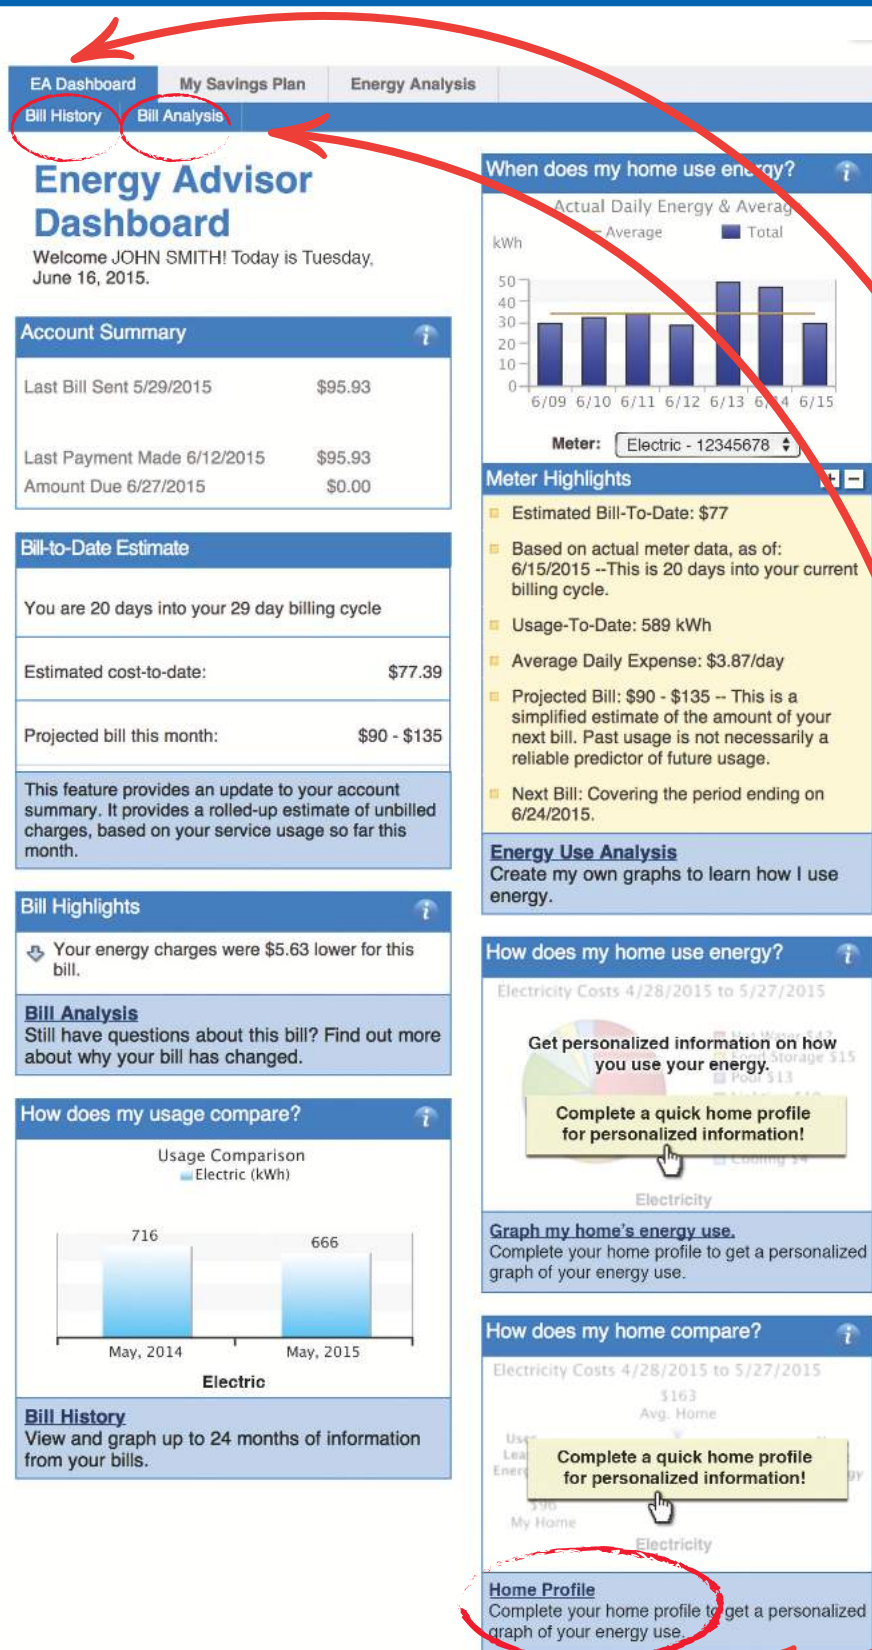 EA Dashboard My Savings Plan Energy Analysis
Bill History Bill Analysis
Energy Advisor
Dashboard
Welcome JOHN SMITH! Today is Tuesday,
June 16, 2015.
Account Summary
Last Bill Sent 5/29/2015 $95.93
Last Payment Made 6/12/2015 $95.93
Amount Due 6/27/2015 $0.00
Bill-to-Date Estimate
You are 20 days into your 29 day billing cycle
Estimated cost-to-date: $77.39
Projected bill this month: $90 - $135
This feature provides an update to your account
summary. It provides a rolled-up estimate of unbilled
charges, based on your service usage so far this
month.
Bill Highlights
Your energy charges were $5.63 lower for this
bill.
Bill Analysis
Still have questions about this bill? Find out more
about why your bill has changed.
How does my usage compare?
Usage Comparison
Electric (kWh)
716 666
May, 2014 May, 2015
Electric
Bill History
View and graph up to 24 months of information
from your bills.
When does my home use energy?
Actual Daily Energy & Average
Average Total
kWh
50
40
30
20
10
0
6/09 6/10 6/11 6/12 6/13 6/14 6/15
Meter: Electric - 12345678
Meter Highlights + -
Estimated Bill-To-Date: $77
Based on actual meter data, as of:
6/15/2015 --This is 20 days into your current
billing cycle.
Usage-To-Date: 589 kWh
Average Daily Expense: $3.87/day
Projected Bill: $90 - $135 -- This is a
simplified estimate of the amount of your
next bill. Past usage is not necessarily a
reliable predictor of future usage.
Next Bill: Covering the period ending on
6/24/2015.
Energy Use Analysis
Create my own graphs to learn how I use
energy.
How does my home use energy?
Electricity Costs 4/28/2015 to 5/27/2015
Get personalized information on how
you use your energy.
Food Storage $15
Pool $13
Complete a quick home profile
for personalized information!
Cooling $4
Electricity
Graph my home's energy use.
Complete your home profile to get a personalized
graph of your energy use.
How does my home compare?
Electricity Costs 4/28/2015 to 5/27/2015
$163
Avg. Home
Complete a quick home profile
for personalized information!
$96
My Home
Electricity
Home Profile
Complete your home profile to get a personalized
graph of your energy use.